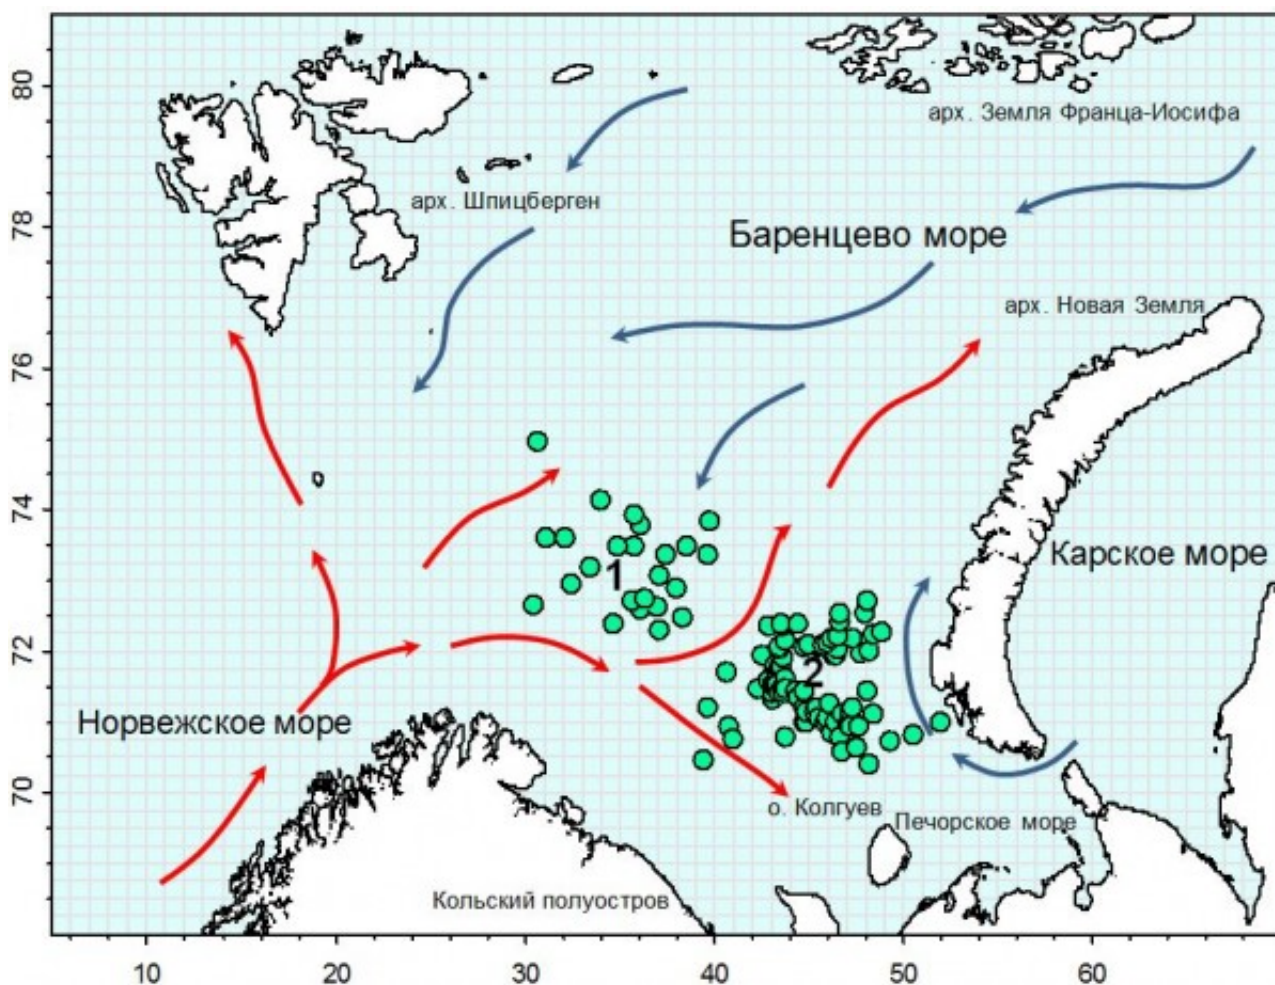 80
арх. Земля Франца-Иосифа
арх. Шпицберген
78
Баренцево море
арх. Новая Земля
76
74
Карское море
1
72
2
Норвежское море
70
о. Колгуев
Печорское море
Кольский полуостров
10 20 30 40 50 60